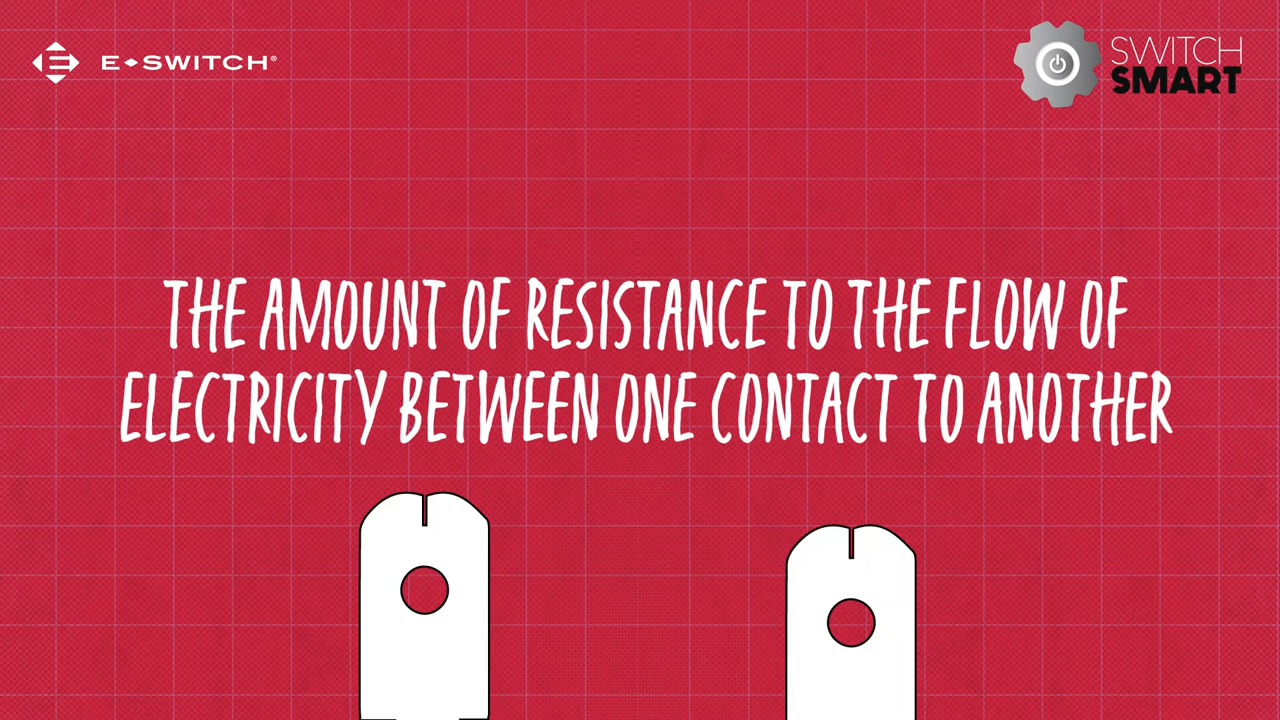 E SWITCH®
SWITCH
SMART
THE AMOUNT OF RESISTANCE TO THE FLOW OF
ELECTRICITY BETWEEN ONE CONTACT TO ANOTHER